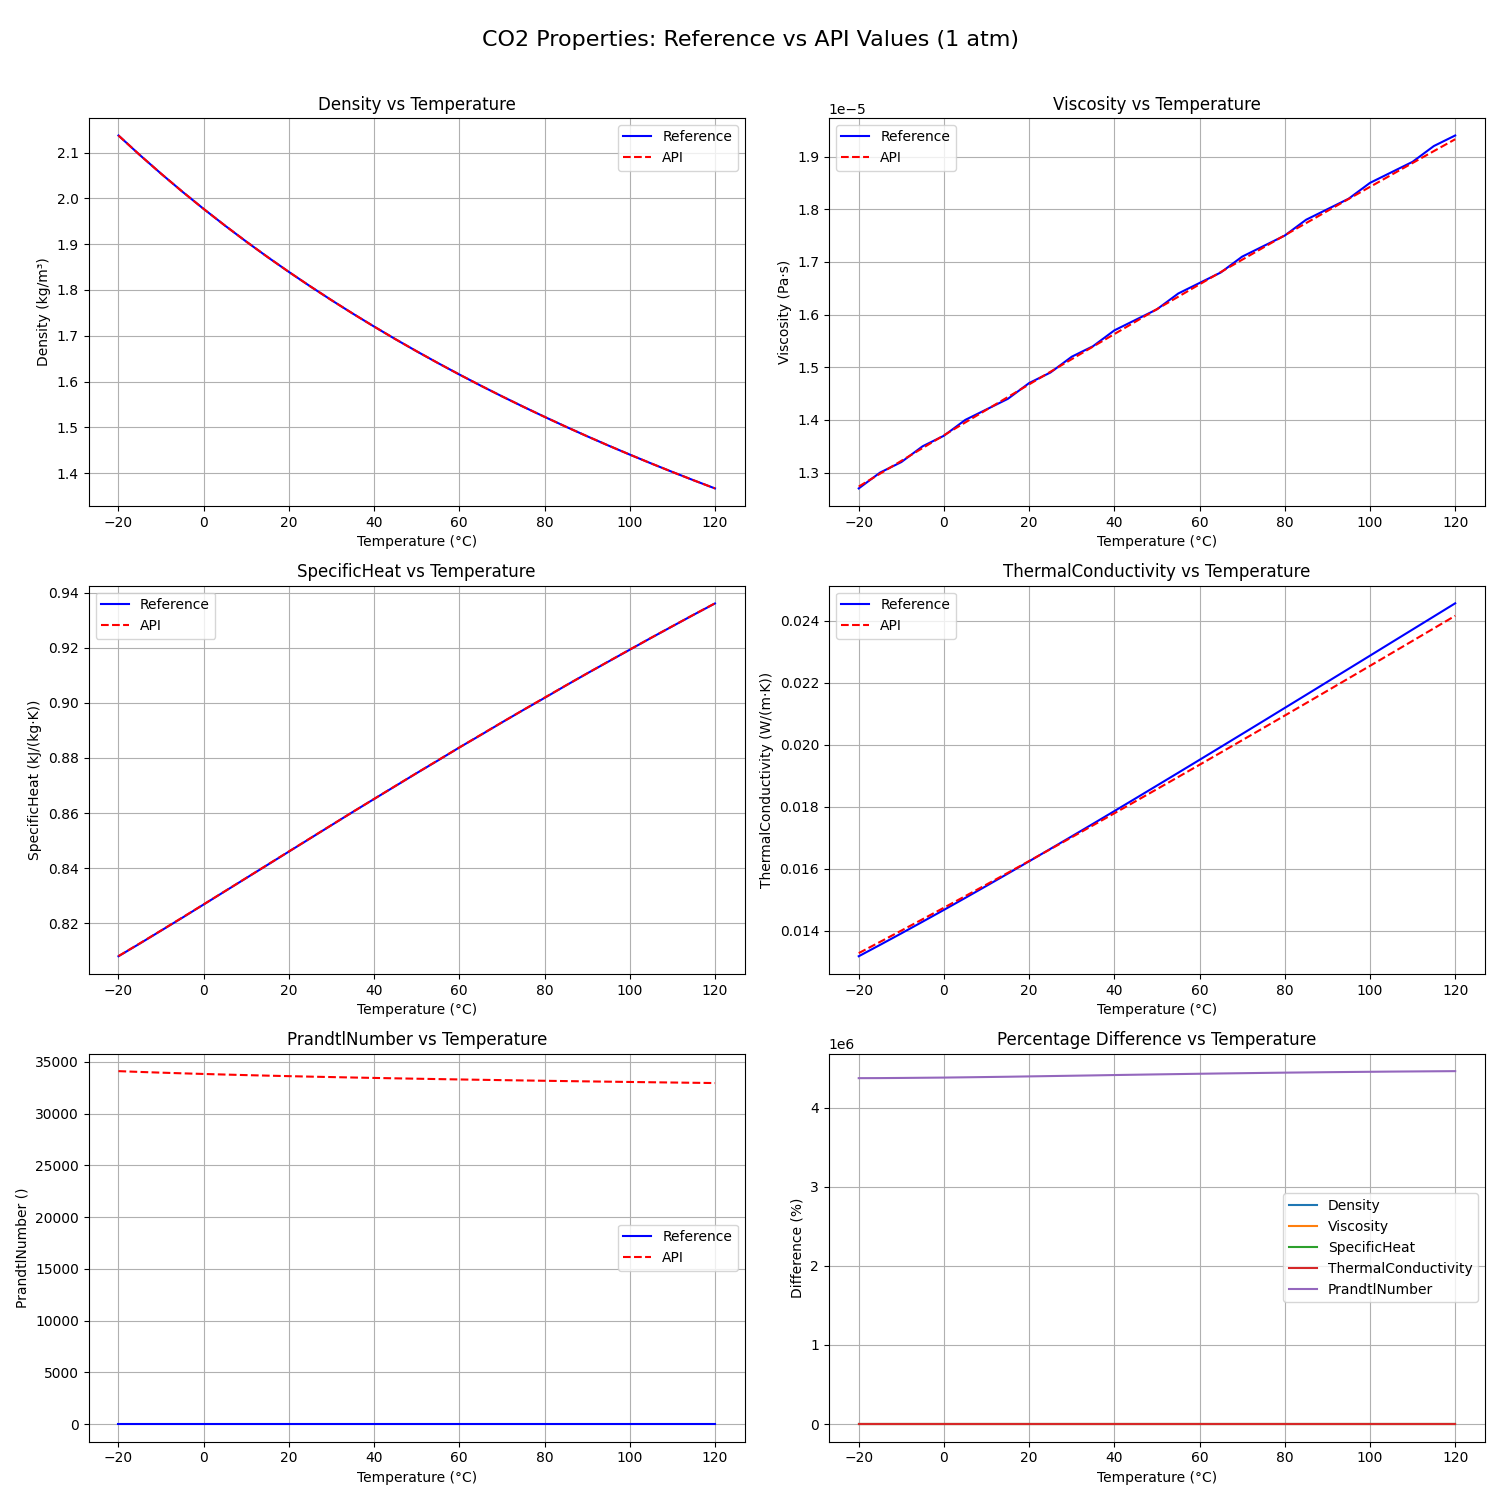 CO2 Properties: Reference vs API Values (1 atm)
Density vs Temperature
Density (kg/m³)
2.1
2.0
1.9
1.8
1.7
1.6
1.5
1.4
Reference
API
−20 0 20 40 60 80 100 120
Temperature (°C)
Viscosity vs Temperature
1e−5
Viscosity (Pa·s)
1.9
1.8
1.7
1.6
1.5
1.4
1.3
Reference
API
−20 0 20 40 60 80 100 120
Temperature (°C)
SpecificHeat vs Temperature
SpecificHeat (kJ/(kg·K))
0.94
0.92
0.90
0.88
0.86
0.84
0.82
Reference
API
−20 0 20 40 60 80 100 120
Temperature (°C)
ThermalConductivity vs Temperature
ThermalConductivity (W/(m·K))
0.024
0.022
0.020
0.018
0.016
0.014
Reference
API
−20 0 20 40 60 80 100 120
Temperature (°C)
PrandtlNumber vs Temperature
PrandtlNumber ()
35000
30000
25000
20000
15000
10000
5000
0
Reference
API
−20 0 20 40 60 80 100 120
Temperature (°C)
Percentage Difference vs Temperature
1e6
Difference (%)
4
3
2
1
0
Density
Viscosity
SpecificHeat
ThermalConductivity
PrandtlNumber
−20 0 20 40 60 80 100 120
Temperature (°C)